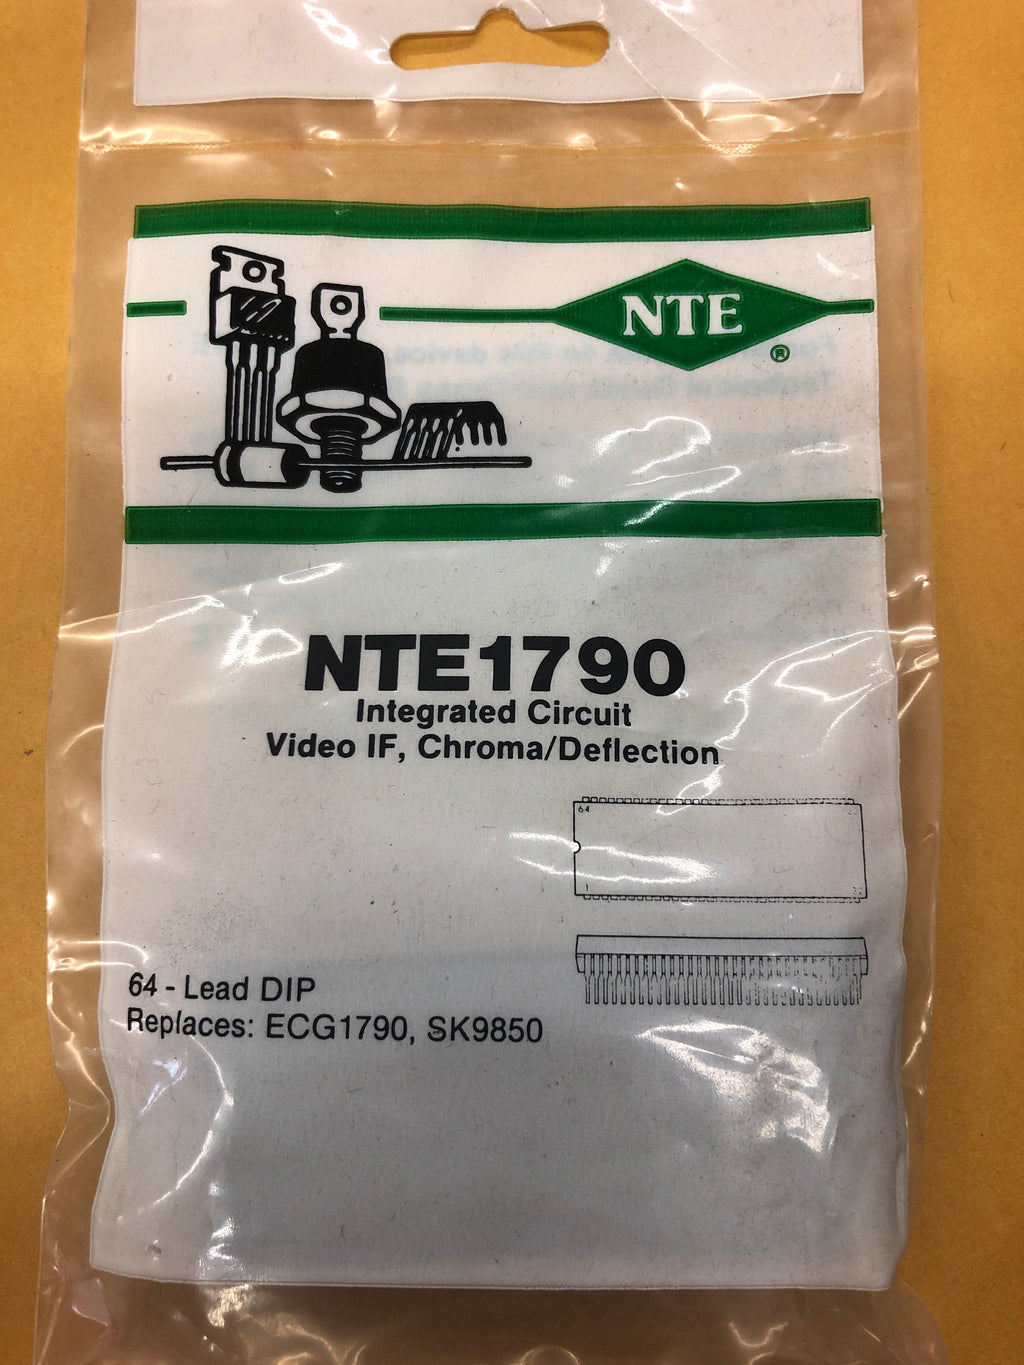 NTE
®
NTE1790
Integrated Circuit
Video IF, Chroma/Deflection
64
1
64 - Lead DIP
Replaces: ECG1790, SK9850